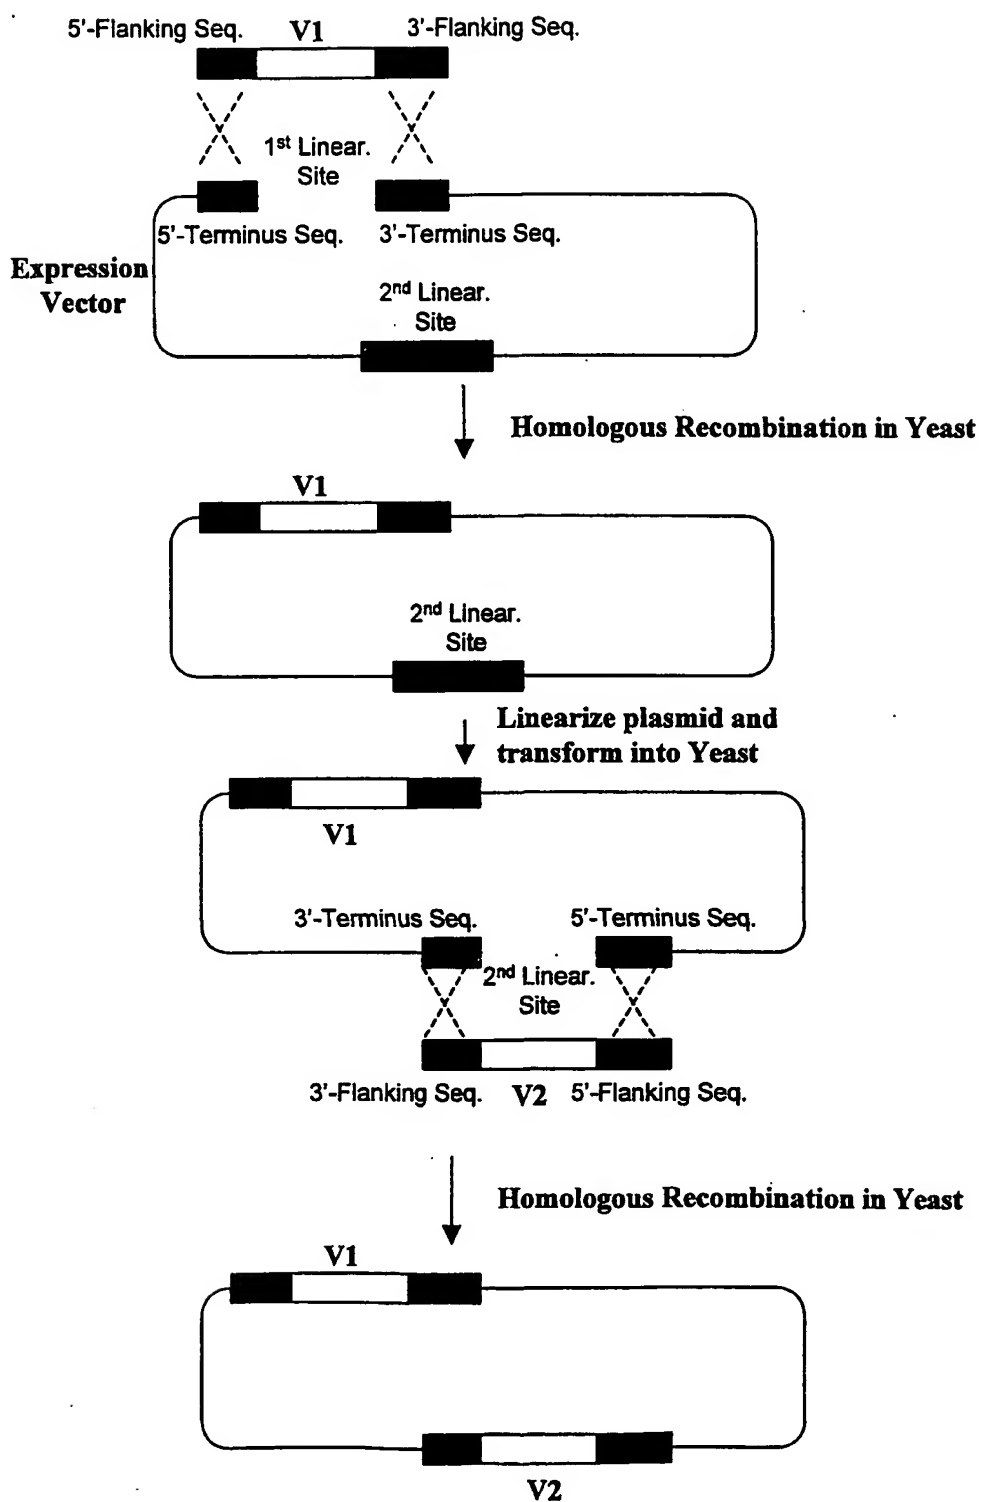 5'-Flanking Seq. V1 3'-Flanking Seq.
1st Linear.
Site
5'-Terminus Seq. 3'-Terminus Seq.
Expression
Vector
2nd Linear.
Site
Homologous Recombination in Yeast
V1
2nd Linear.
Site
Linearize plasmid and
transform into Yeast
V1
3'-Terminus Seq. 5'-Terminus Seq.
2nd Linear.
Site
3'-Flanking Seq. V2 5'-Flanking Seq.
Homologous Recombination in Yeast
V1
V2